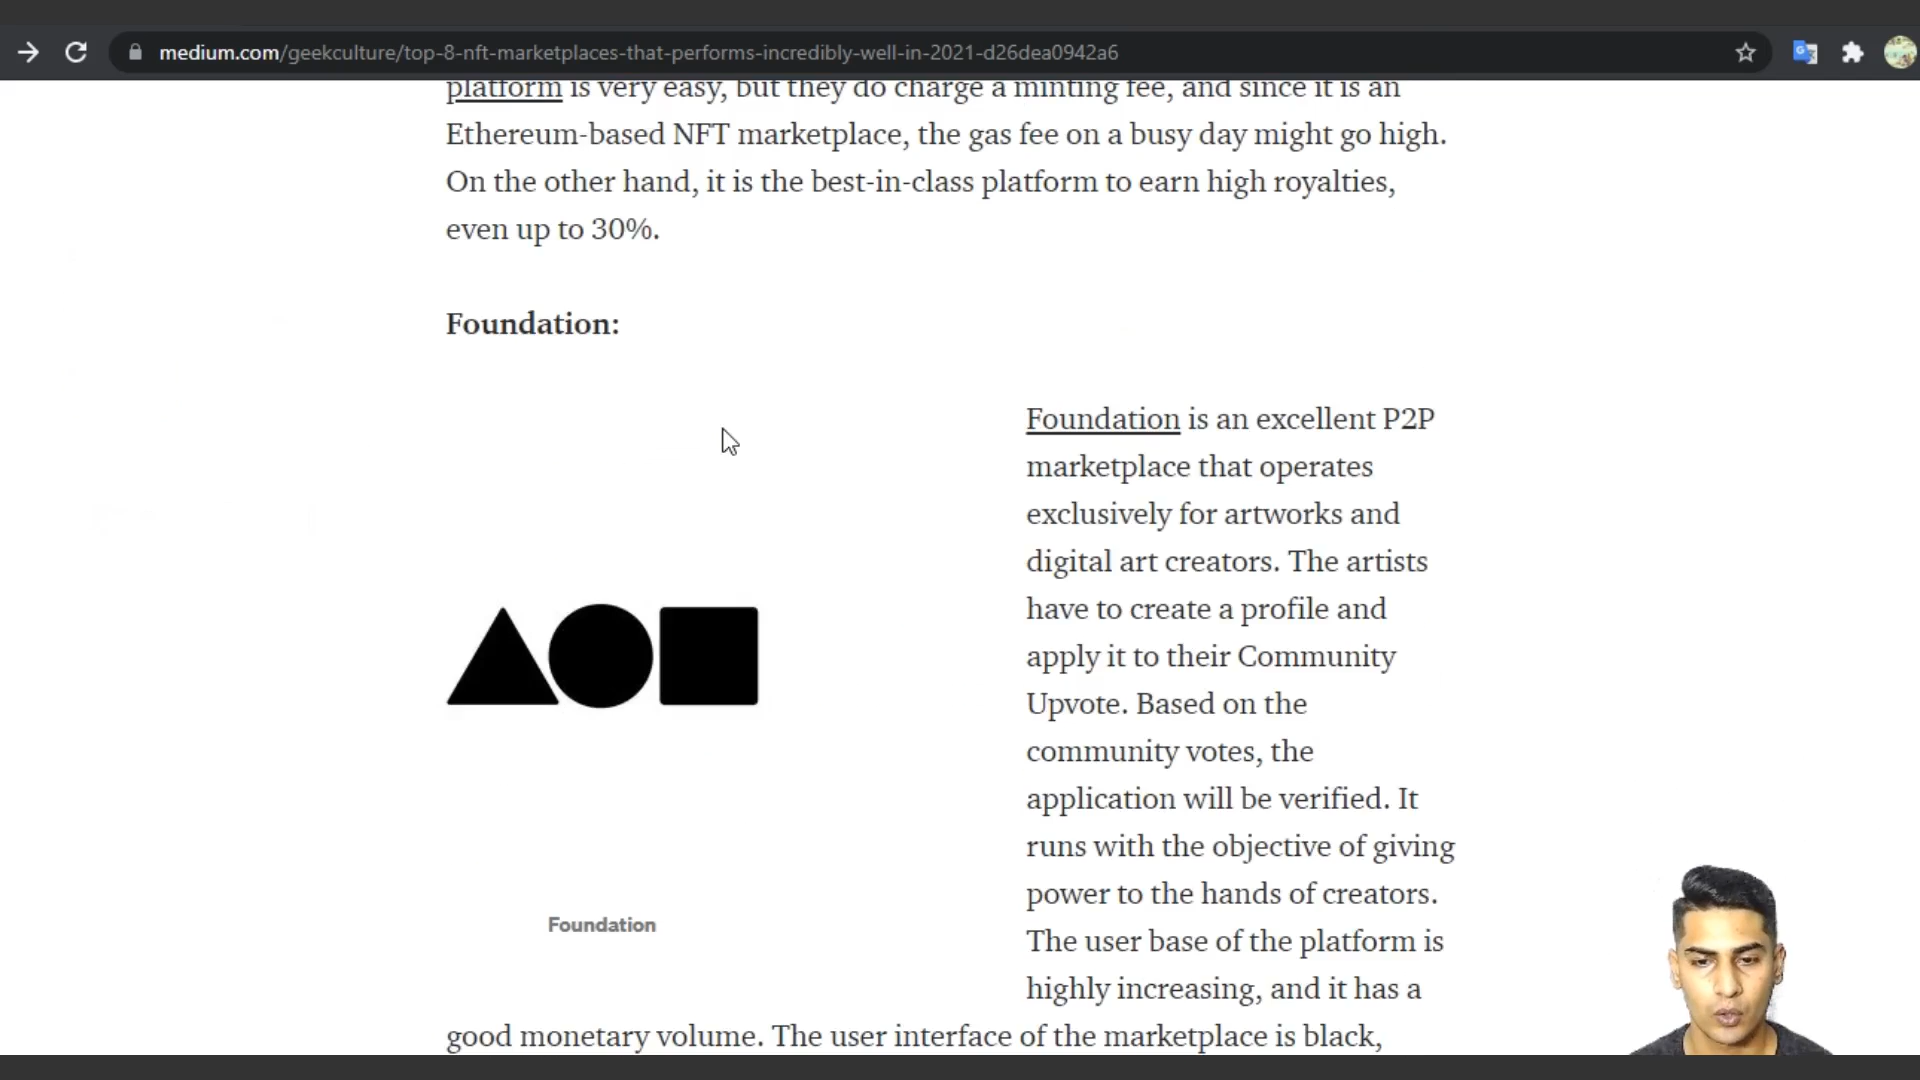 medium.com/geekculture/top-8-nft-marketplaces-that-performs-incredibly-well-in-2021-d26dea0942a6
platform is very easy, but they do charge a minting fee, and since it is an
Ethereum-based NFT marketplace, the gas fee on a busy day might go high.
On the other hand, it is the best-in-class platform to earn high royalties,
even up to 30%.
Foundation:
Foundation is an excellent P2P
marketplace that operates
exclusively for artworks and
digital art creators. The artists
have to create a profile and
apply it to their Community
Upvote. Based on the
community votes, the
application will be verified. It
runs with the objective of giving
power to the hands of creators.
The user base of the platform is
highly increasing, and it has a
good monetary volume. The user interface of the marketplace is black,
Foundation